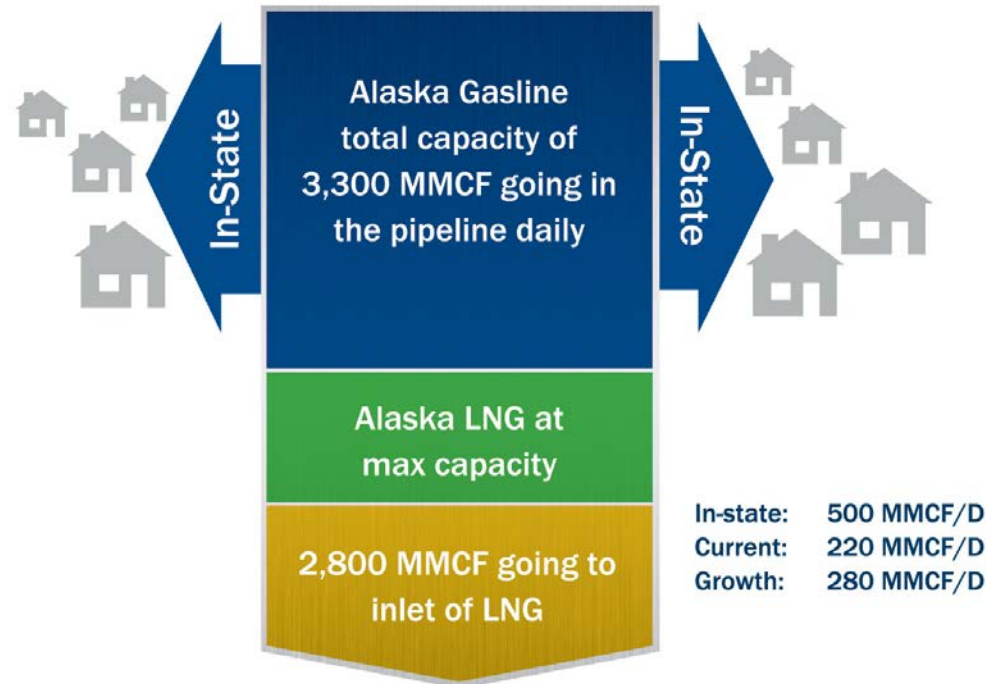 In-State
Alaska Gasline
total capacity of
3,300 MMCF going in
the pipeline daily
In-State
Alaska LNG at
max capacity
2,800 MMCF going to
inlet of LNG
In-state: 500 MMCF/D
Current: 220 MMCF/D
Growth: 280 MMCF/D